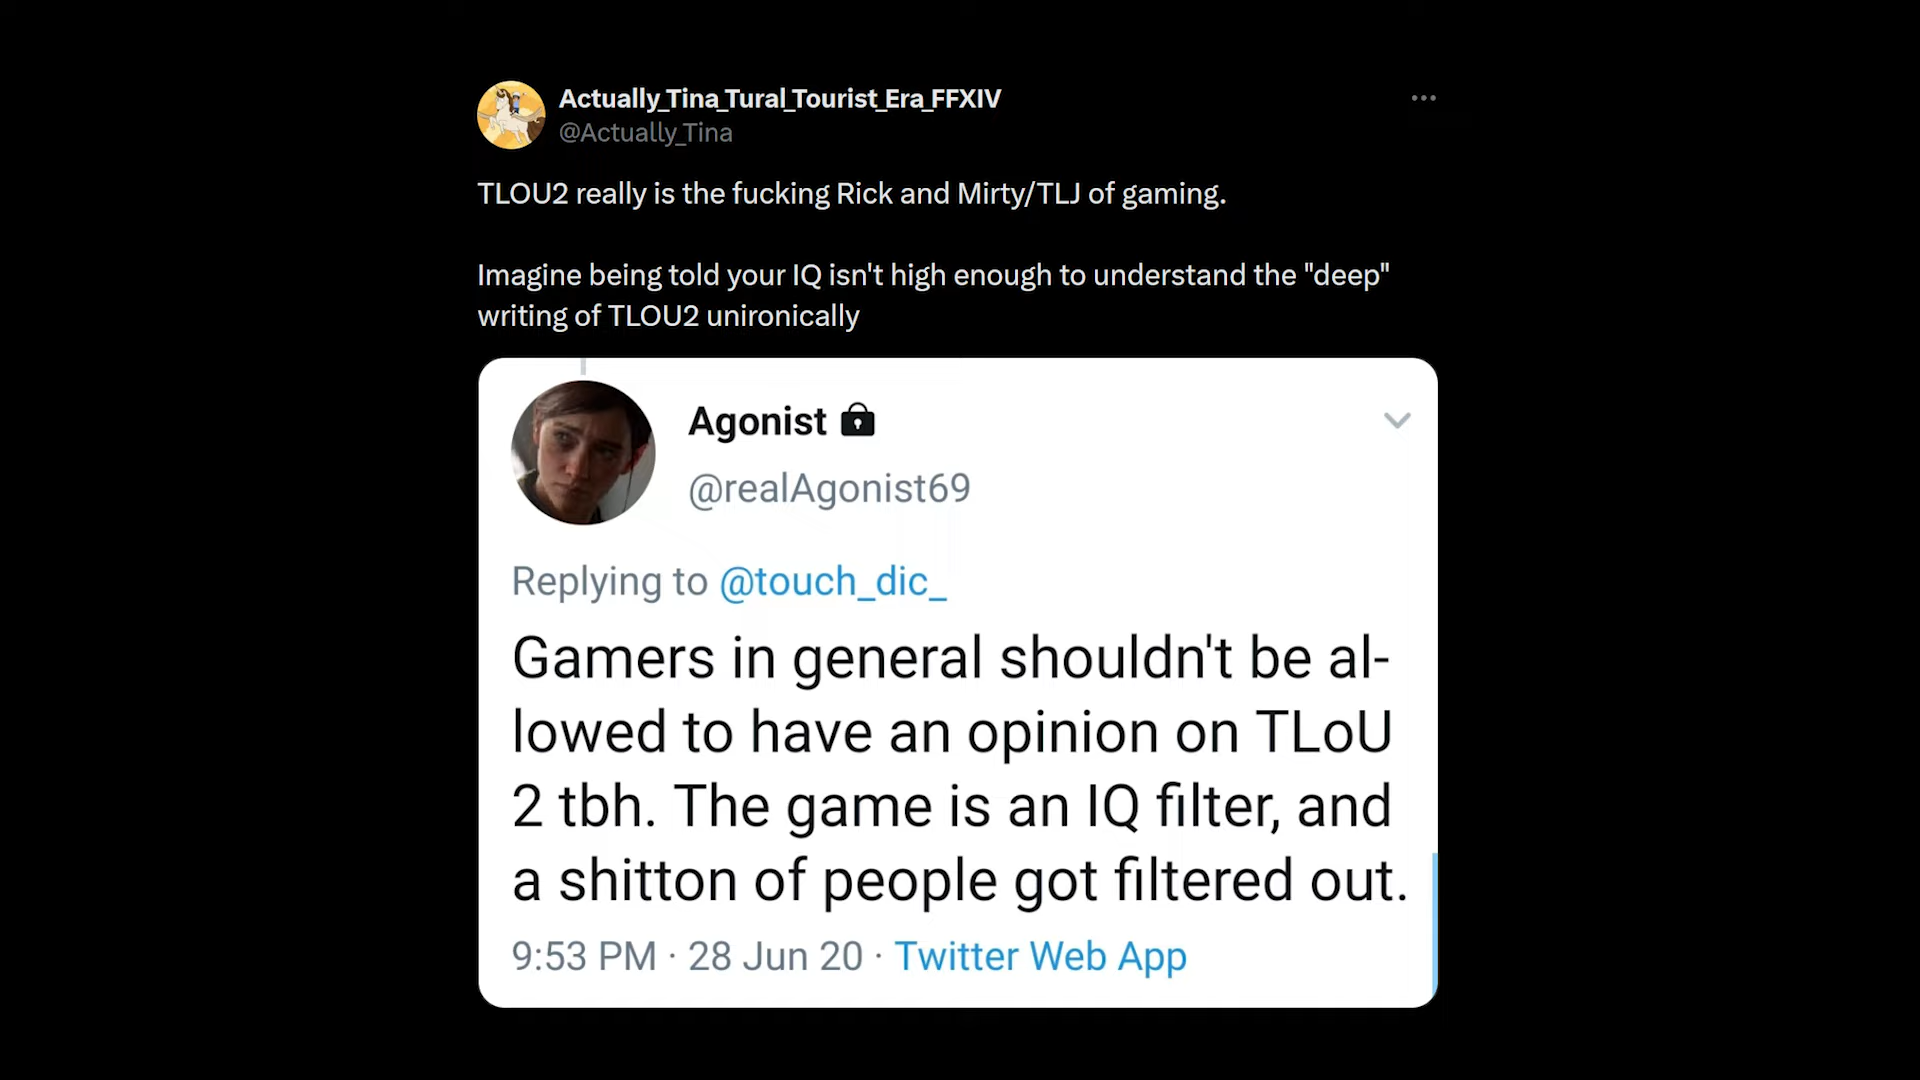 Actually_Tina_Tural_Tourist_Era_FFXIV
@Actually_Tina
TLOU2 really is the fucking Rick and Mirty/TLJ of gaming.
Imagine being told your IQ isn't high enough to understand the "deep"
writing of TLOU2 unironically
Agonist
@realAgonist69
Replying to @touch_dic_
Gamers in general shouldn't be al-
lowed to have an opinion on TLoU
2 tbh. The game is an IQ filter, and
a shitton of people got filtered out.
9:53 PM · 28 Jun 20 · Twitter Web App